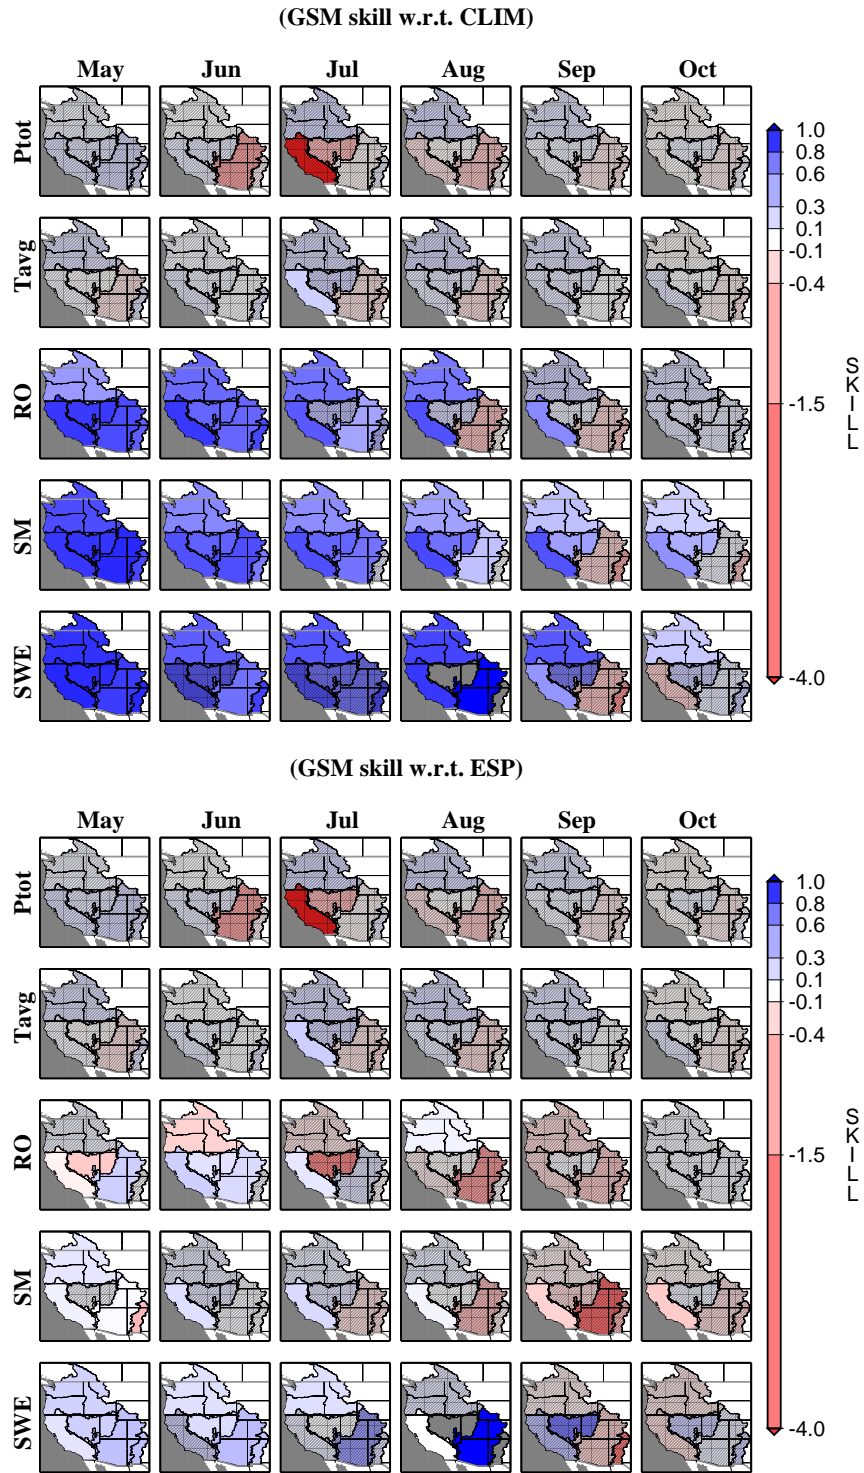 (GSM skill w.r.t. CLIM)
May Jun Jul Aug Sep Oct
Ptot
Tavg
RO
SM
SWE
1.0
0.8
0.6
0.3
0.1
-0.1
-0.4
-1.5
-4.0
SKILL
(GSM skill w.r.t. ESP)
May Jun Jul Aug Sep Oct
Ptot
Tavg
RO
SM
SWE
1.0
0.8
0.6
0.3
0.1
-0.1
-0.4
-1.5
-4.0
SKILL